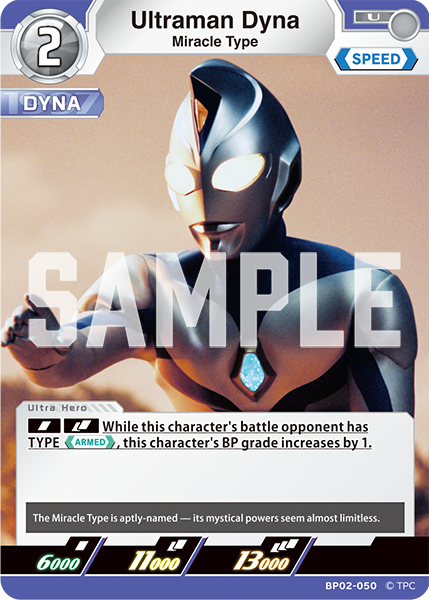 2
Ultraman Dyna
Miracle Type
U
SPEED
DYNA
SAMPLE
Ultra Hero
While this character's battle opponent has
TYPE ARMED, this character's BP grade increases by 1.
The Miracle Type is aptly-named — its mystical powers seem almost limitless.
6000 11000 13000
BP02-050 © TPC